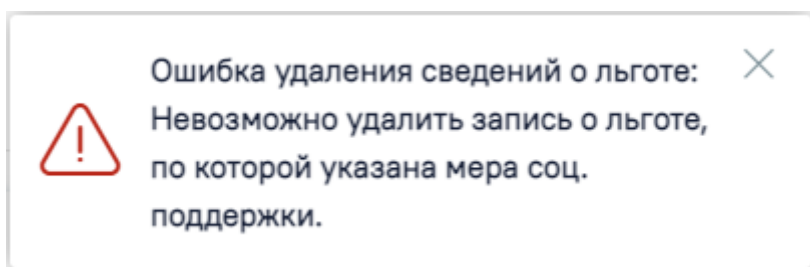 Ошибка удаления сведений о льготе:
Невозможно удалить запись о льготе,
по которой указана мера соц.
поддержки.